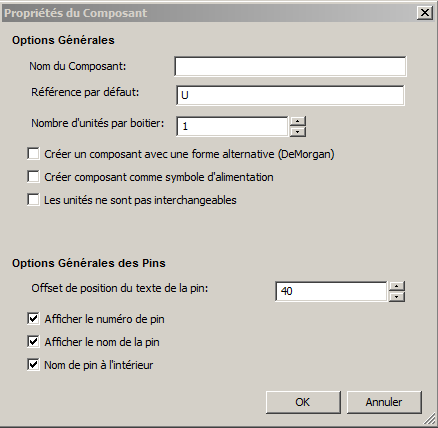 Propriétés du Composant
Options Générales
Nom du Composant:
Référence par défaut: U
Nombre d'unités par boitier: 1
Créer un composant avec une forme alternative (DeMorgan)
Créer composant comme symbole d'alimentation
Les unités ne sont pas interchangeables
Options Générales des Pins
Offset de position du texte de la pin: 40
Afficher le numéro de pin
Afficher le nom de la pin
Nom de pin à l'intérieur
OK Annuler